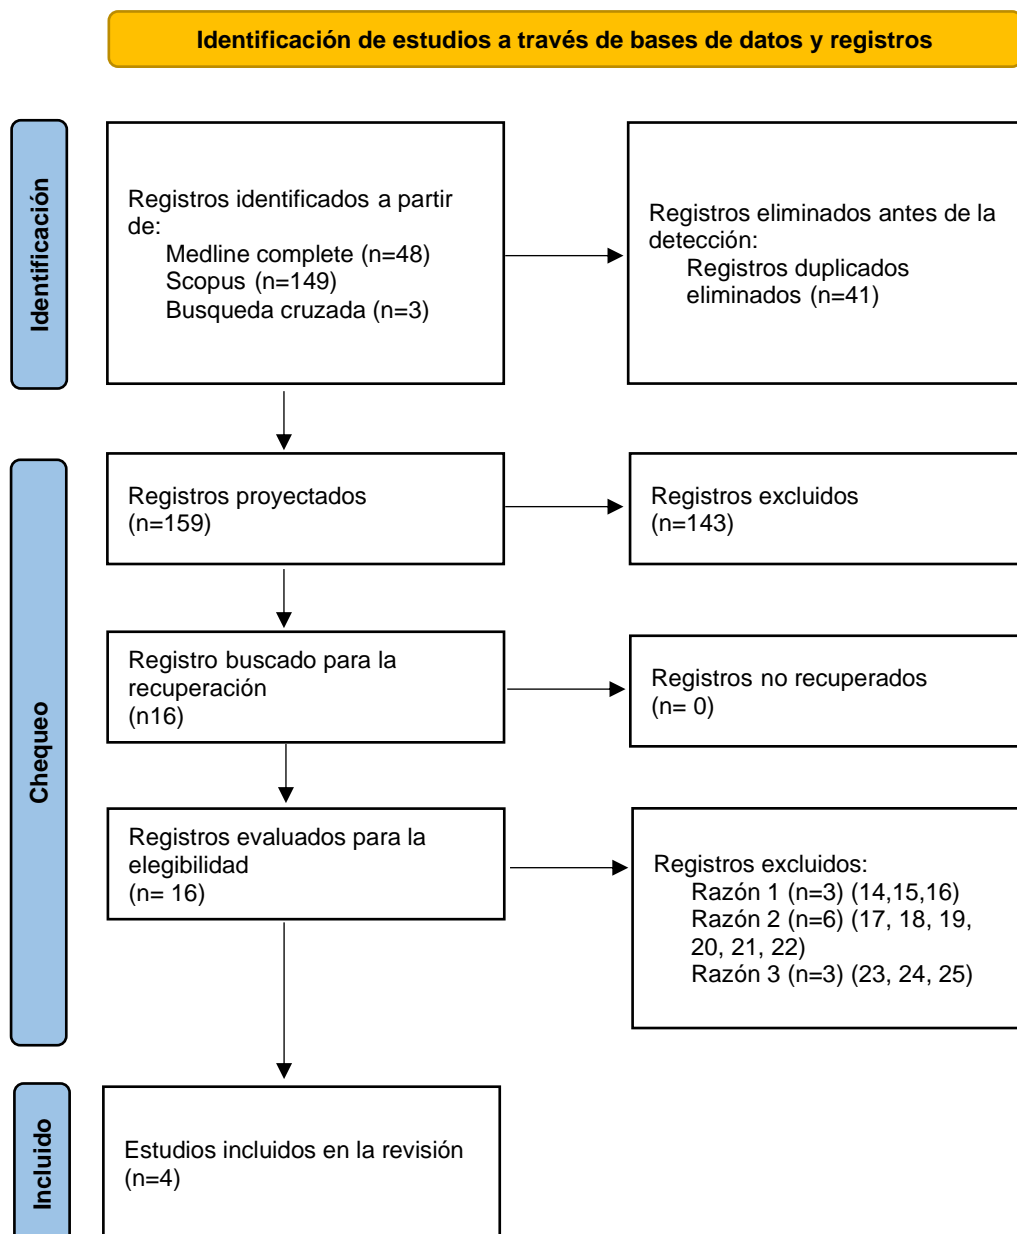 Identificación de estudios a través de bases de datos y registros
Identificación
Registros identificados a partir
de:
Medline complete (n=48)
Scopus (n=149)
Busqueda cruzada (n=3)
Registros eliminados antes de la
detección:
Registros duplicados
eliminados (n=41)
Chequeo
Registros proyectados
(n=159)
Registros excluidos
(n=143)
Registro buscado para la
recuperación
(n16)
Registros no recuperados
(n= 0)
Registros evaluados para la
elegibilidad
(n= 16)
Registros excluidos:
Razón 1 (n=3) (14,15,16)
Razón 2 (n=6) (17, 18, 19,
20, 21, 22)
Razón 3 (n=3) (23, 24, 25)
Incluido
Estudios incluidos en la revisión
(n=4)